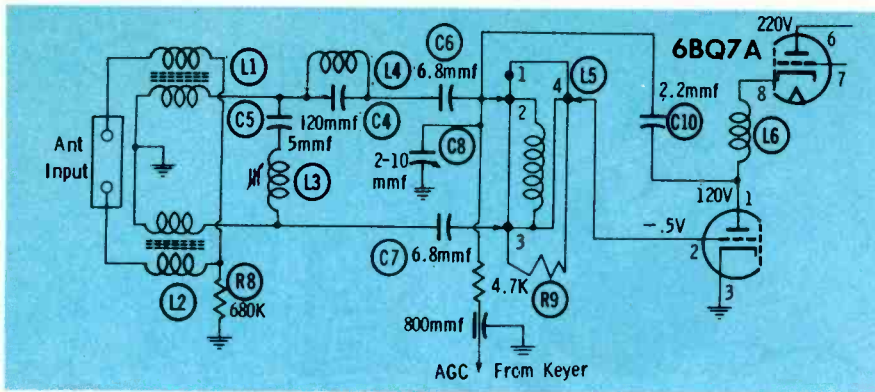 220V
6
6BQ7A
7
8
L1
C6
6.8mmf
L4
L5
1
4
2
2.2mmf
C10
L6
C5
120mmf
C4
5mmf
C8
2-10
mmf
Ant
Input
L3
120V
1
-.5V
2
3
C7
6.8mmf
3
R8
680K
L2
4.7K
R9
800mmf
AGC From Keyer